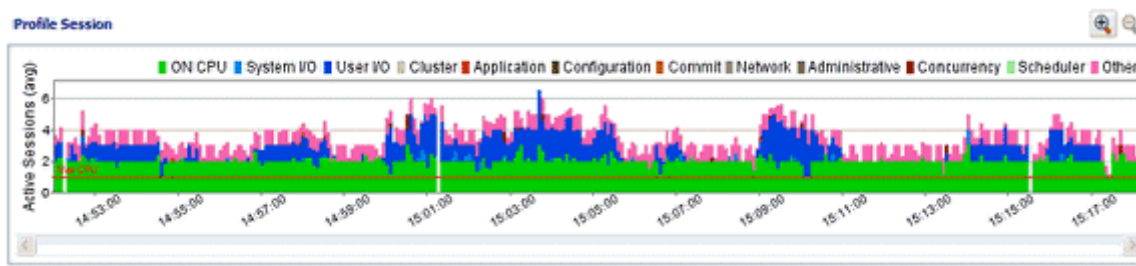 Profile Session
ON CPU System I/O User I/O Cluster Application Configuration Commit Network Administrative Concurrency Scheduler Other
Active Sessions (avg)
6
4
2
0
Max CPU
14:53:00 14:55:00 14:57:00 14:59:00 15:01:00 15:03:00 15:05:00 15:07:00 15:09:00 15:11:00 15:13:00 15:15:00 15:17:00